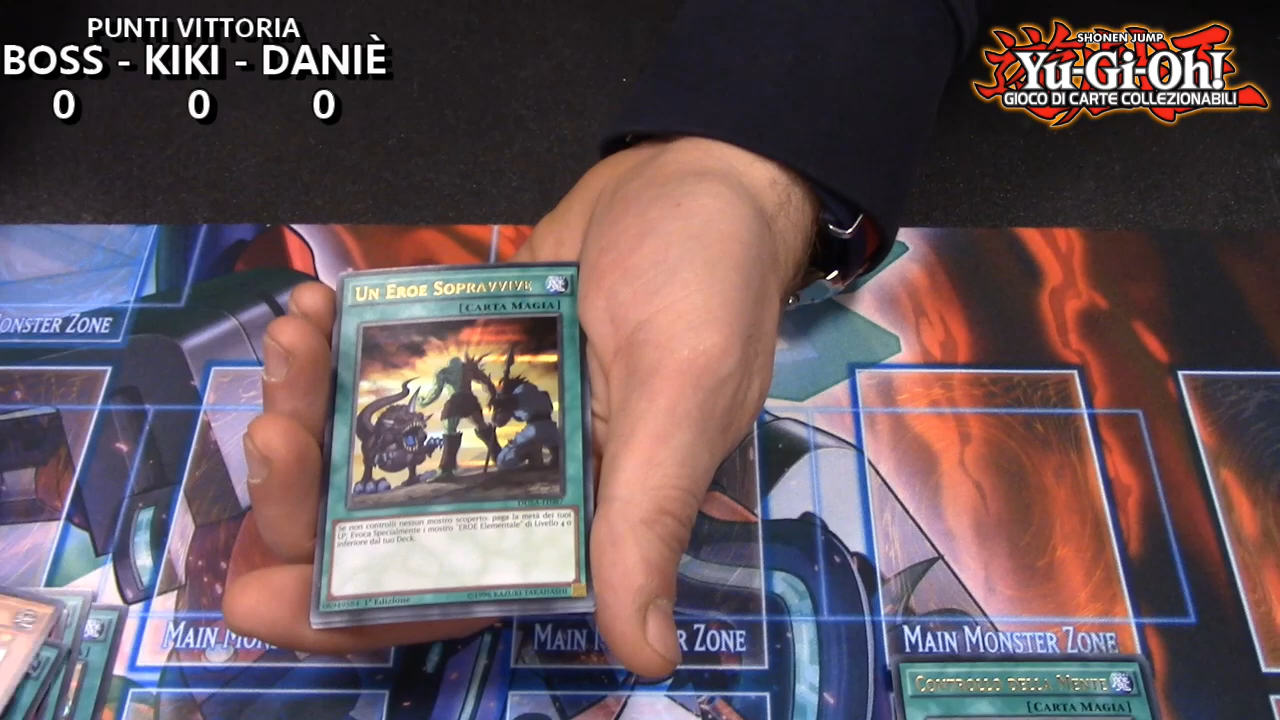 PUNTI VITTORIA
BOSS - KIKI - DANIÈ
0 0 0
SHONEN JUMP
Yu-Gi-Oh!
GIOCO DI CARTE COLLEZIONABILI
MONSTER ZONE
UN EROE SOPRAVVIVE
[CARTA MAGIA]
Se non controlli nessun mostro scoperto: paga la metà dei tuoi
LP; Evoca Specialmente 1 mostro "EROE Elementale" di Livello 4 o
inferiore dal tuo Deck.
1a Edizione
©1996 KAZUKI TAKAHASHI
MAIN MON
MAIN MONSTER ZONE
MAIN MONSTER ZONE
CONTROLLO DELLA MENTE
[CARTA MAGIA]